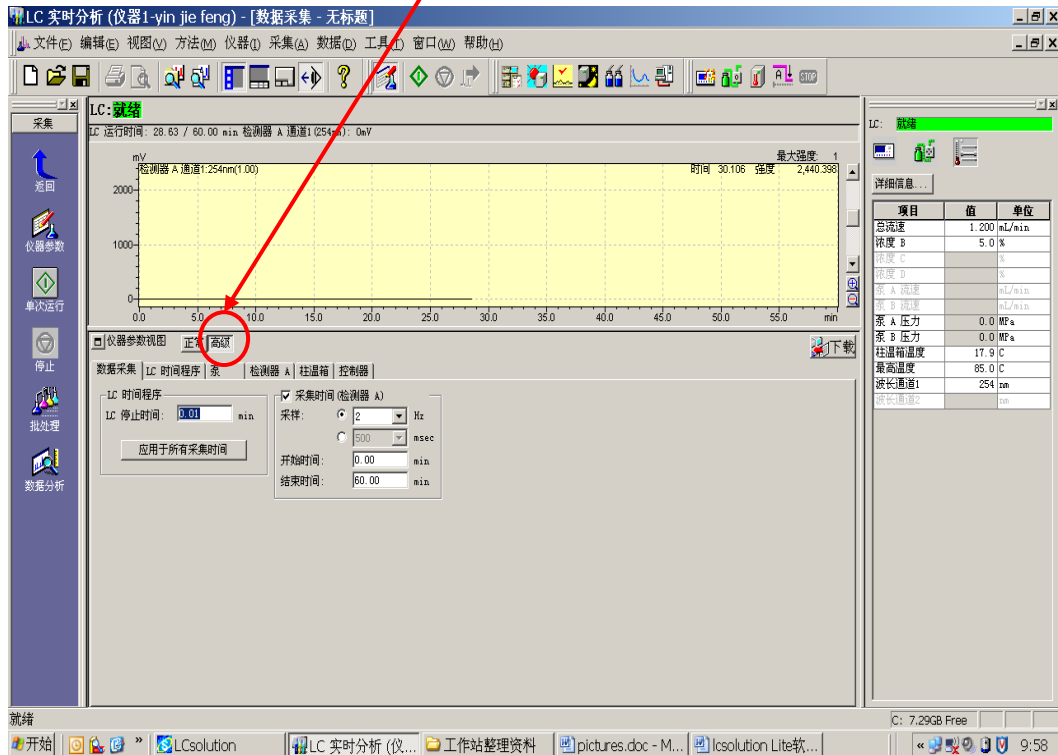 LC 实时分析 (仪器1-yin jie feng) - [数据采集 - 无标题]
文件(F) 编辑(E) 视图(V) 方法(M) 仪器(I) 采集(A) 数据(D) 工具(T) 窗口(W) 帮助(H)
采集
返回
仪器参数
单次运行
停止
批处理
数据分析
LC:就绪
LC 运行时间: 28.63 / 60.00 min 检测器 A 通道1(254nm): 0mV
mV
最大强度: 1
检测器 A 通道1:254nm(1.00)
时间 30.106 强度 2,440.398
2000
1000
0
0.0 5.0 10.0 15.0 20.0 25.0 30.0 35.0 40.0 45.0 50.0 55.0 min
仪器参数视图 正常 高级 下载
数据采集 LC 时间程序 泵 检测器 A 柱温箱 控制器
LC 时间程序
LC 停止时间: 0.01 min
应用于所有采集时间
采集时间(检测器 A)
采样: 2 Hz
500 msec
开始时间: 0.00 min
结束时间: 60.00 min
LC: 就绪
详细信息...
项目 值 单位
总流速 1.200 mL/min
浓度 B 5.0 %
浓度 C %
浓度 D %
泵 A 流速 mL/min
泵 B 流速 mL/min
泵 A 压力 0.0 MPa
泵 B 压力 0.0 MPa
柱温箱温度 17.9 C
最高温度 85.0 C
波长通道1 254 nm
波长通道2 nm
就绪
C: 7.29GB Free
开始 » LCsolution LC 实时分析 (仪... 工作站整理资料 pictures.doc - M... lcsolution Lite软... « 9:58